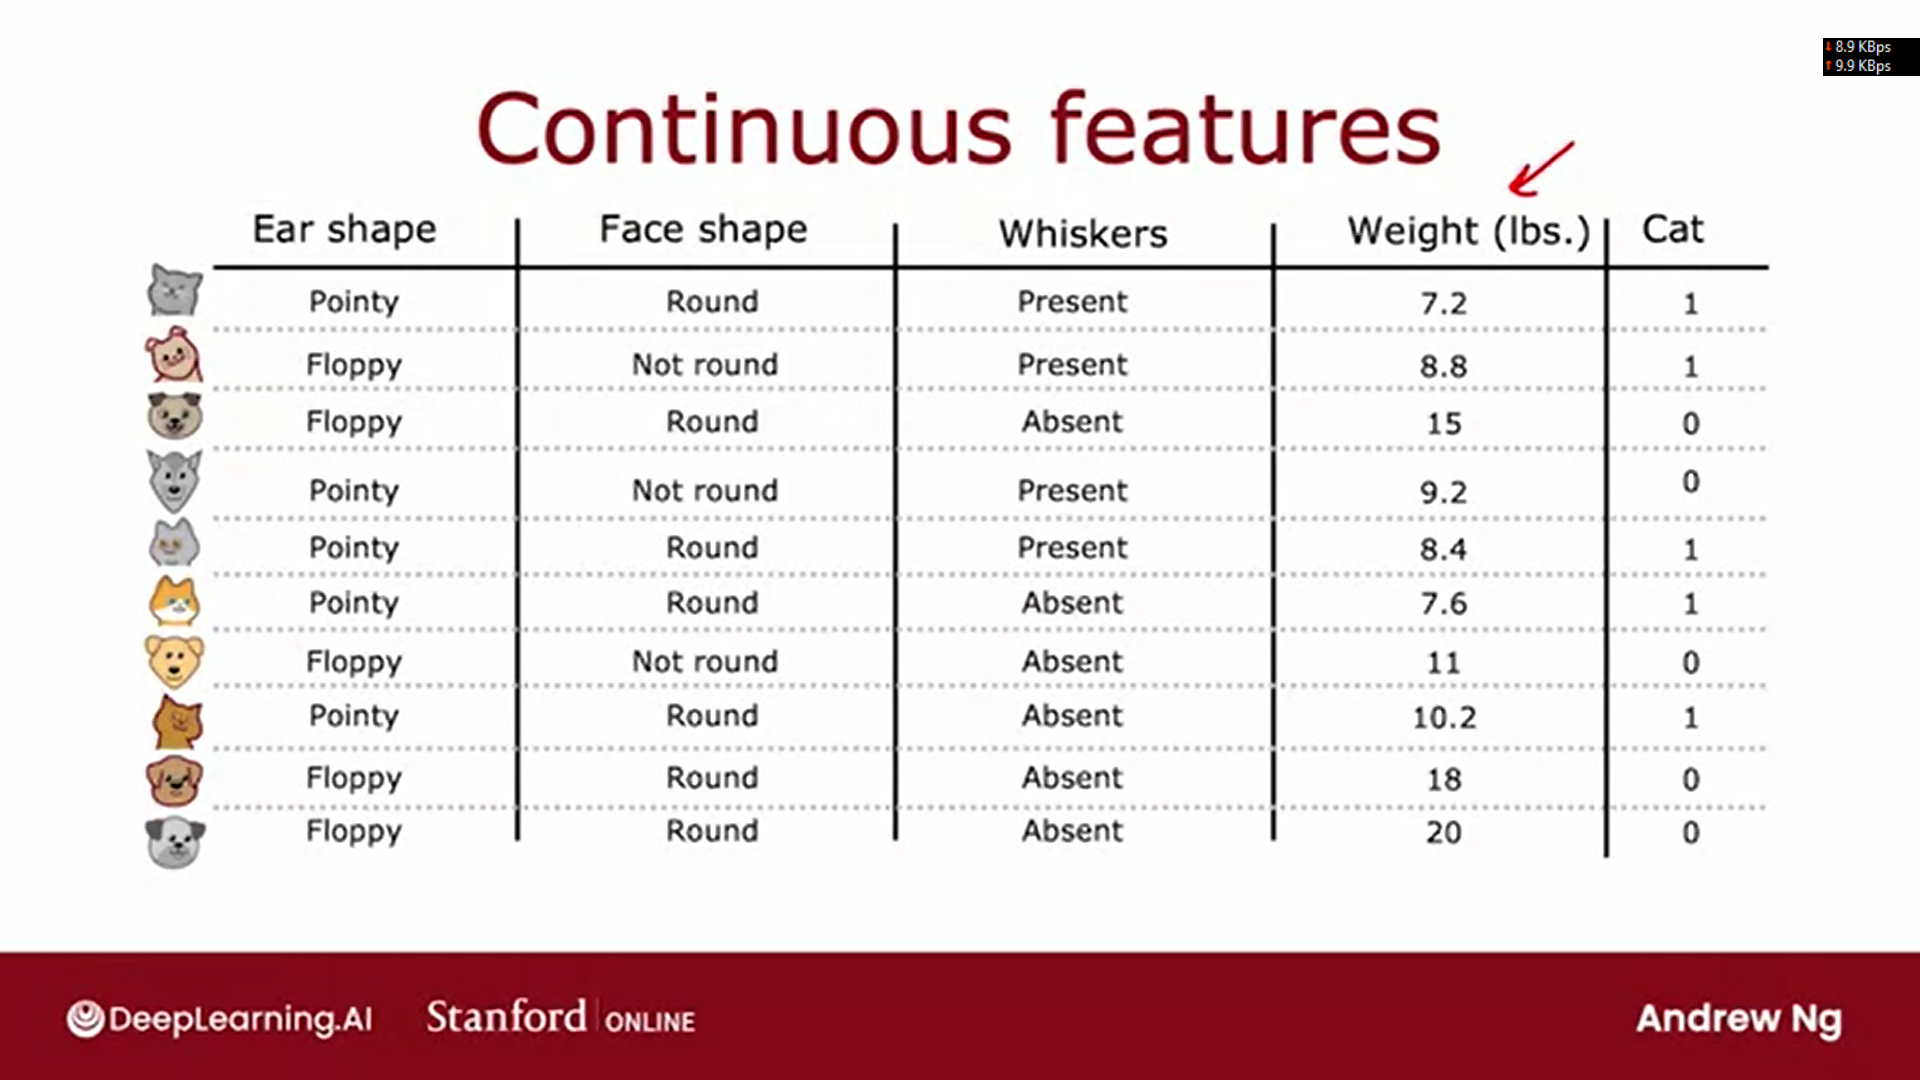 ↓ 8.9 KBps
↑ 9.9 KBps
Continuous features
Ear shape Face shape Whiskers Weight (lbs.) Cat
Pointy Round Present 7.2 1
Floppy Not round Present 8.8 1
Floppy Round Absent 15 0
Pointy Not round Present 9.2 0
Pointy Round Present 8.4 1
Pointy Round Absent 7.6 1
Floppy Not round Absent 11 0
Pointy Round Absent 10.2 1
Floppy Round Absent 18 0
Floppy Round Absent 20 0
DeepLearning.AI Stanford | ONLINE Andrew Ng